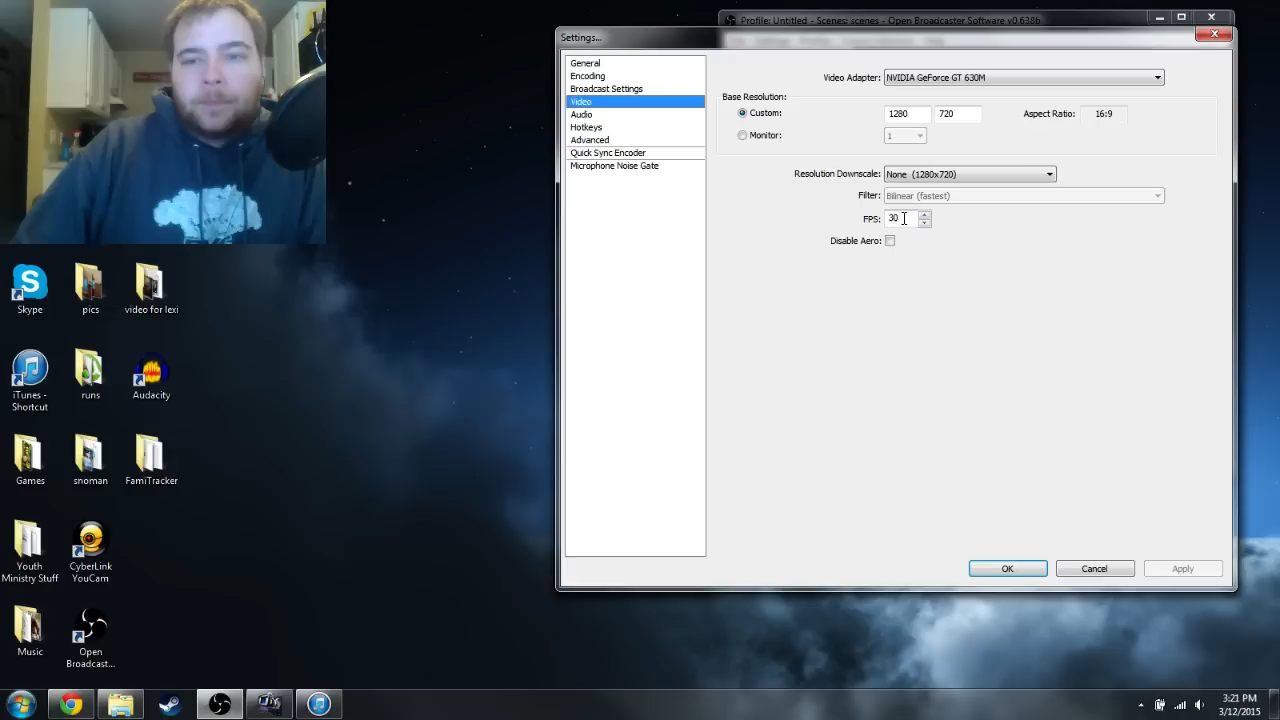 Profile: Untitled - Scenes: scenes - Open Broadcaster Software v0.638b
Settings...
General
Encoding
Broadcast Settings
Video
Audio
Hotkeys
Advanced
Quick Sync Encoder
Microphone Noise Gate
Video Adapter: NVIDIA GeForce GT 630M
Base Resolution:
Custom: 1280 720 Aspect Ratio: 16:9
Monitor: 1
Resolution Downscale: None (1280x720)
Filter: Bilinear (fastest)
FPS: 30
Disable Aero:
OK Cancel Apply
Skype
pics
video for lexi
iTunes - Shortcut
runs
Audacity
Games
snoman
FamiTracker
Youth Ministry Stuff
CyberLink YouCam
Music
Open Broadcast...
3:21 PM
3/12/2015